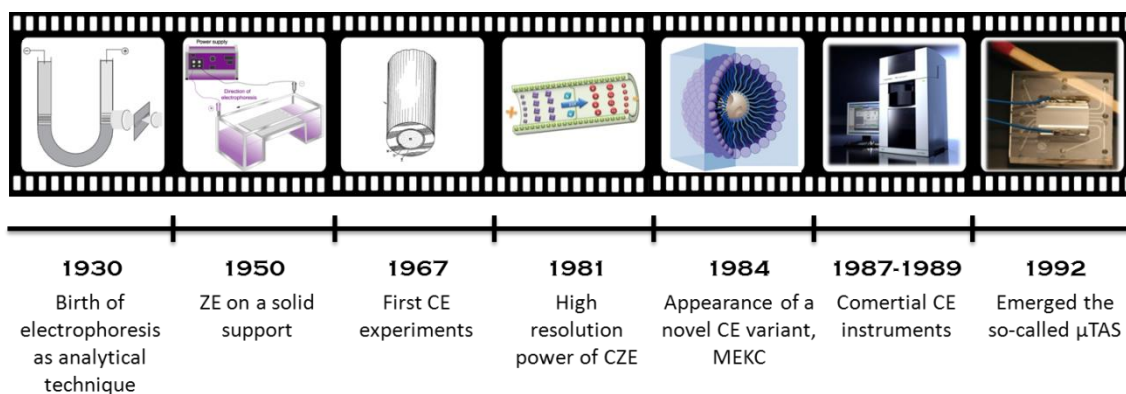 Power supply
Direction of
electrophoresis
1930
Birth of
electrophoresis
as analytical
technique
1950
ZE on a solid
support
1967
First CE
experiments
1981
High
resolution
power of CZE
1984
Appearance of a
novel CE variant,
MEKC
1987-1989
Comertial CE
instruments
1992
Emerged the
so-called µTAS